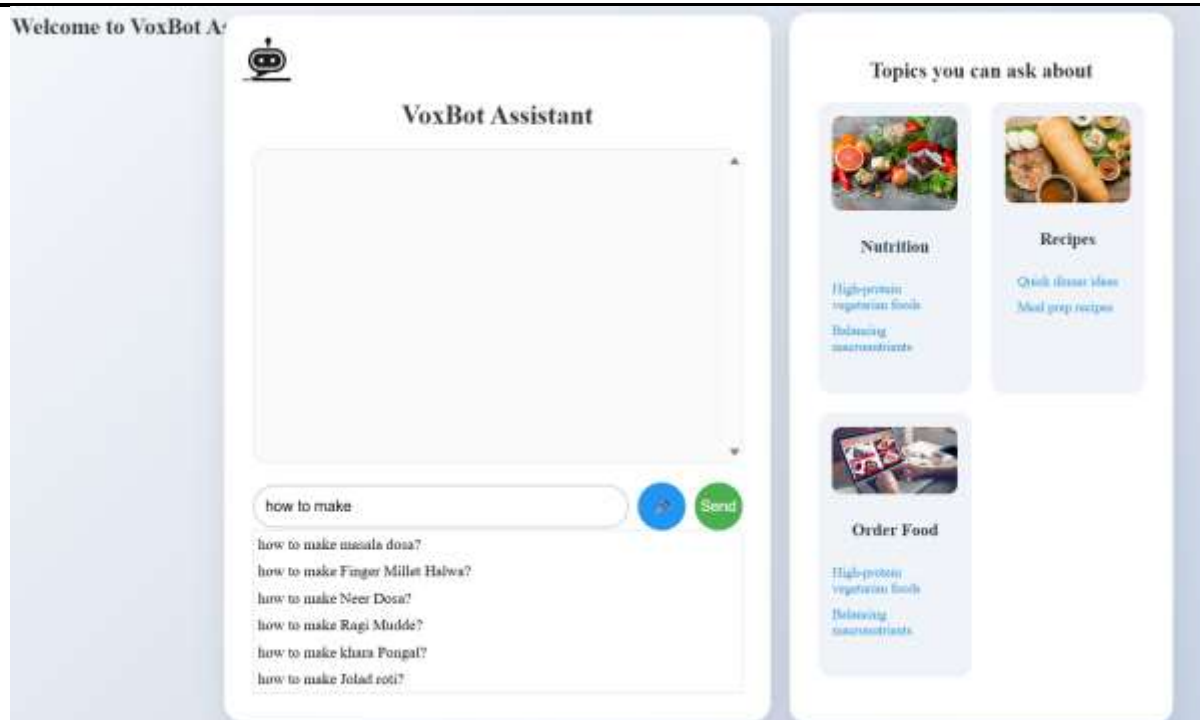 Welcome to VoxBot As
VoxBot Assistant
how to make
Send
how to make masala dosa?
how to make Finger Millet Halwa?
how to make Neer Dosa?
how to make Ragi Mudde?
how to make khara Pongal?
how to make Jolad roti?
Topics you can ask about
Nutrition
High-protein
vegetarian foods
Balancing
macronutrients
Recipes
Quick dinner ideas
Meal prep recipes
Order Food
High-protein
vegetarian foods
Balancing
macronutrients